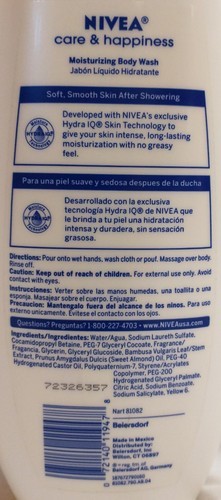 NIVEA®
care & happiness
Moisturizing Body Wash
Jabón Líquido Hidratante
Soft, Smooth Skin After Showering
Developed with NIVEA's exclusive
Hydra IQ® Skin Technology to
give your skin intense, long-lasting
moisturization with no greasy
feel.
Para una piel suave y sedosa despues de la ducha
Desarrollado con la exclusiva
tecnología Hydra IQ® de NIVEA que
le brinda a tu piel una hidratación
intensa y duradera, sin sensación
grasosa.
Directions: Pour onto wet hands, wash cloth or pouf. Massage over body.
Rinse off.
Caution: Keep out of reach of children. For external use only. Avoid
contact with eyes.
Instrucciones: Verter sobre las manos humedas, una toallita o una
esponja. Masajear sobre el cuerpo. Enjuagar.
Precaucion: Mantengalo fuera del alcance de los ninos. Para uso
externo unicamente. Evitese el contacto con los ojos.
Questions? Preguntas? 1-800-227-4703 - www.NIVEAusa.com
Ingredients/Ingredientes: Water/Agua, Sodium Laureth Sulfate,
Cocamidopropyl Betaine, PEG-7 Glyceryl Cocoate, Fragrance/
Fragancia, Glycerin, Glyceryl Glucoside, Bambusa Vulgaris Leaf/Stem
Extract, Prunus Amygdalus Dulcis (Sweet Almond) Oil, PEG-40
Hydrogenated Castor Oil, Polyquaternium-7, Styrene/Acrylates
Copolymer, PEG-200
Hydrogenated Glyceryl Palmate,
Citric Acid, Sodium Benzoate,
Sodium Salicylate, Yellow 6.
72326357
Nart 81082
Beiersdorf
Made in Mexico
Distributed by:
Beiersdorf, Inc
Wilton, CT 06897
Beiersdorf AG, Germany
0 72140 11947